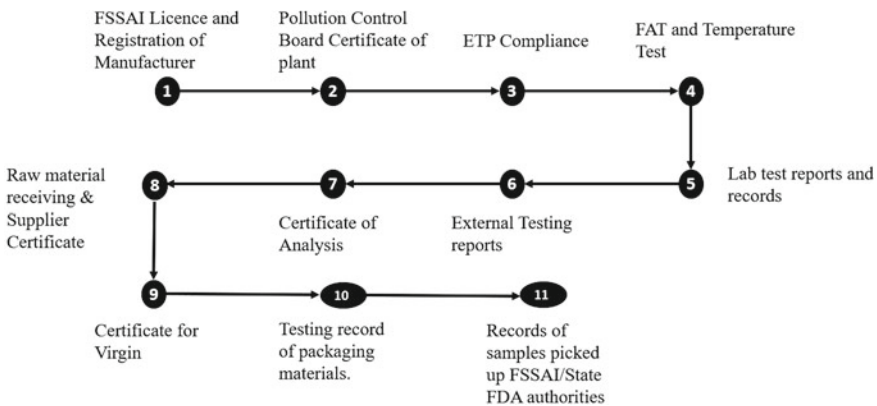 FSSAI Licence and
Registration of
Manufacturer
Pollution Control
Board Certificate of
plant
ETP Compliance
FAT and Temperature
Test
1
2
3
4
Raw material
receiving &
Supplier
Certificate
8
7
6
5
Lab test reports and
records
Certificate of
Analysis
External Testing
reports
9
10
11
Certificate for
Virgin
Testing record
of packaging
materials.
Records of
samples picked
up FSSAI/State
FDA authorities